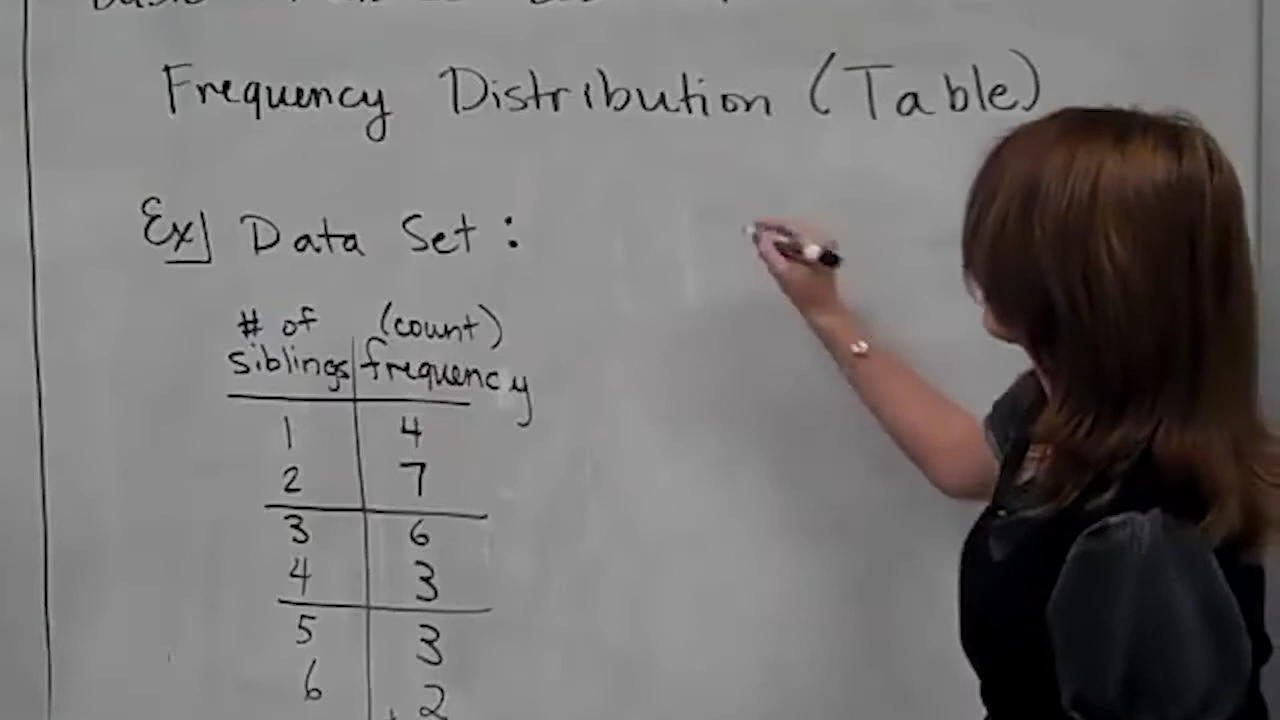 Frequency Distribution (Table)
Ex] Data Set :
# of siblings (count) frequency
1 4
2 7
3 6
4 3
5 3
6 2